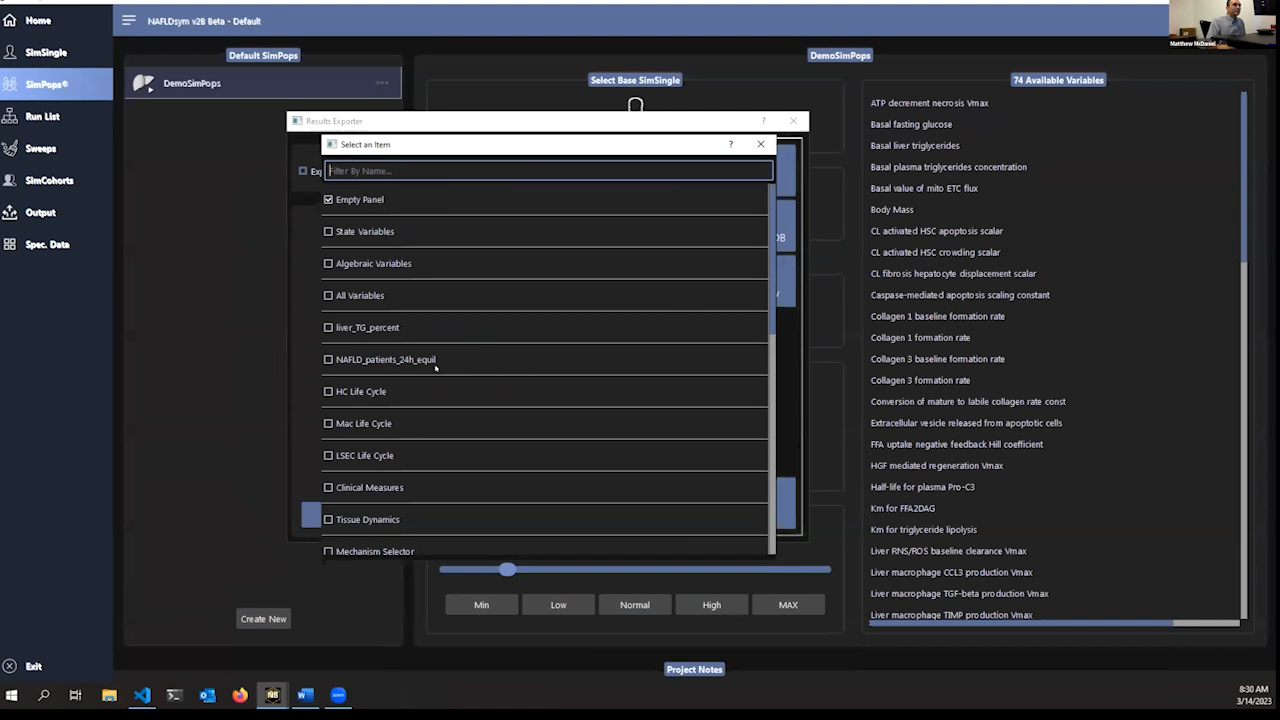 Home
NAFLDsym v2B Beta - Default
Matthew McDaniel
SimSingle
SimPops®
Run List
Sweeps
SimCohorts
Output
Spec. Data
Exit
Default SimPops
DemoSimPops
Create New
DemoSimPops
Select Base SimSingle
Results Exporter
?
Select an Item
?
Filter By Name...
Empty Panel
State Variables
Algebraic Variables
All Variables
liver_TG_percent
NAFLD_patients_24h_equil
HC Life Cycle
Mac Life Cycle
LSEC Life Cycle
Clinical Measures
Tissue Dynamics
Mechanism Selector
Min
Low
Normal
High
MAX
74 Available Variables
ATP decrement necrosis Vmax
Basal fasting glucose
Basal liver triglycerides
Basal plasma triglycerides concentration
Basal value of mito ETC flux
Body Mass
CL activated HSC apoptosis scalar
CL activated HSC crowding scalar
CL fibrosis hepatocyte displacement scalar
Caspase-mediated apoptosis scaling constant
Collagen 1 baseline formation rate
Collagen 1 formation rate
Collagen 3 baseline formation rate
Collagen 3 formation rate
Conversion of mature to labile collagen rate const
Extracellular vesicle released from apoptotic cells
FFA uptake negative feedback Hill coefficient
HGF mediated regeneration Vmax
Half-life for plasma Pro-C3
Km for FFA2DAG
Km for triglyceride lipolysis
Liver RNS/ROS baseline clearance Vmax
Liver macrophage CCL3 production Vmax
Liver macrophage TGF-beta production Vmax
Liver macrophage TIMP production Vmax
Project Notes
8:30 AM
3/14/2023